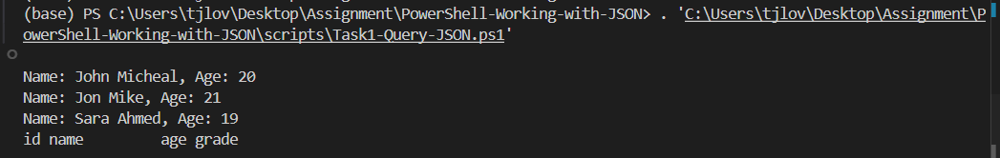 (base) PS C:\Users\tjlov\Desktop\Assignment\PowerShell-Working-with-JSON> . 'C:\Users\tjlov\Desktop\Assignment\P
owerShell-Working-with-JSON\scripts\Task1-Query-JSON.ps1'
Name: John Micheal, Age: 20
Name: Jon Mike, Age: 21
Name: Sara Ahmed, Age: 19
id name         age grade